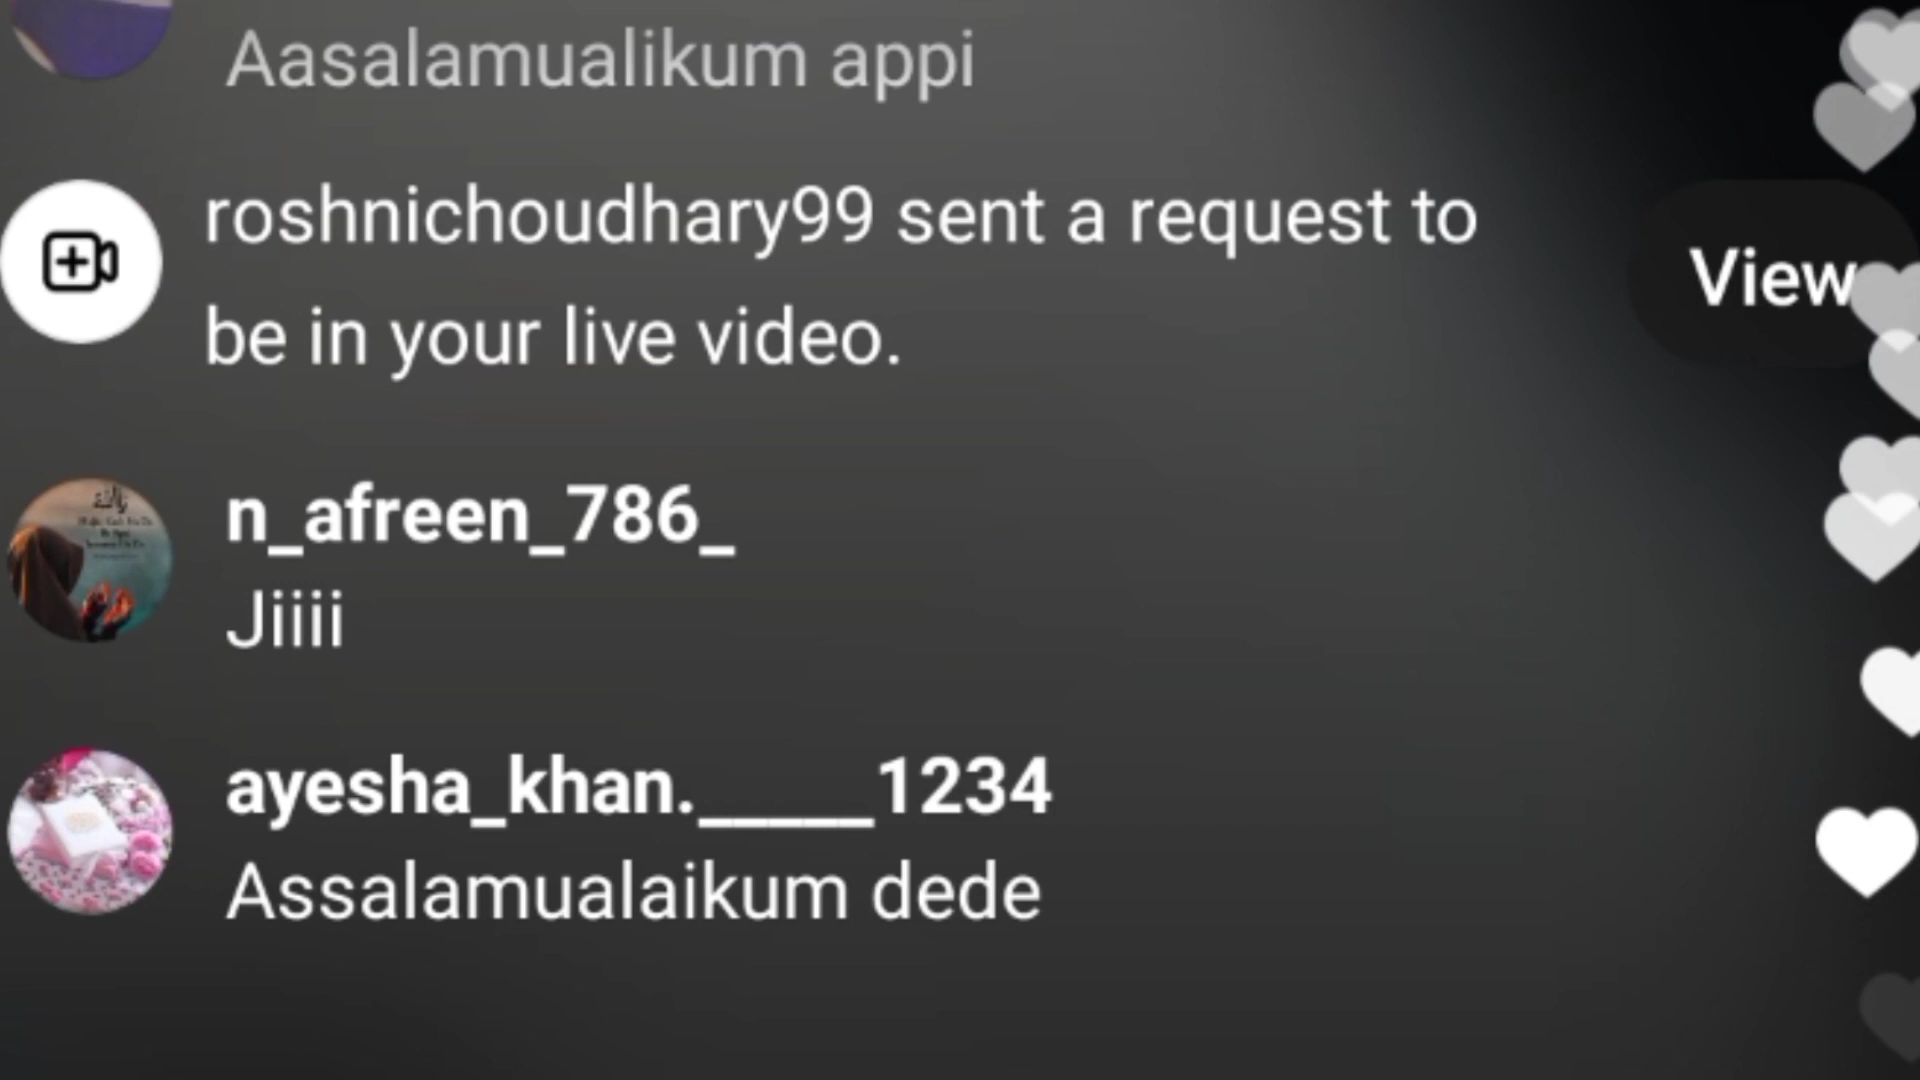 Aasalamualikum appi
roshnichoudhary99 sent a request to
be in your live video.
View
n_afreen_786_
Jiiii
ayesha_khan._____1234
Assalamualaikum dede